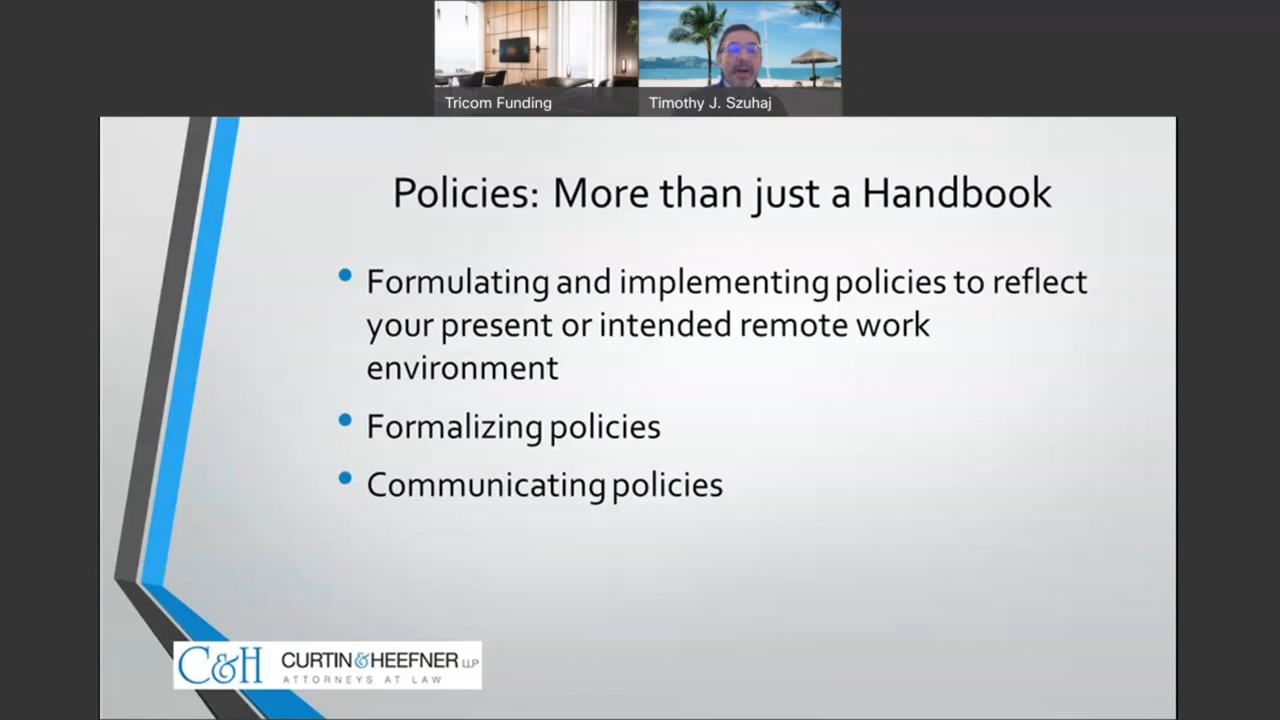 Tricom Funding
Timothy J. Szuhaj
Policies: More than just a Handbook
• Formulating and implementing policies to reflect
your present or intended remote work
environment
• Formalizing policies
• Communicating policies
C&H CURTIN & HEEFNER LLP
ATTORNEYS AT LAW